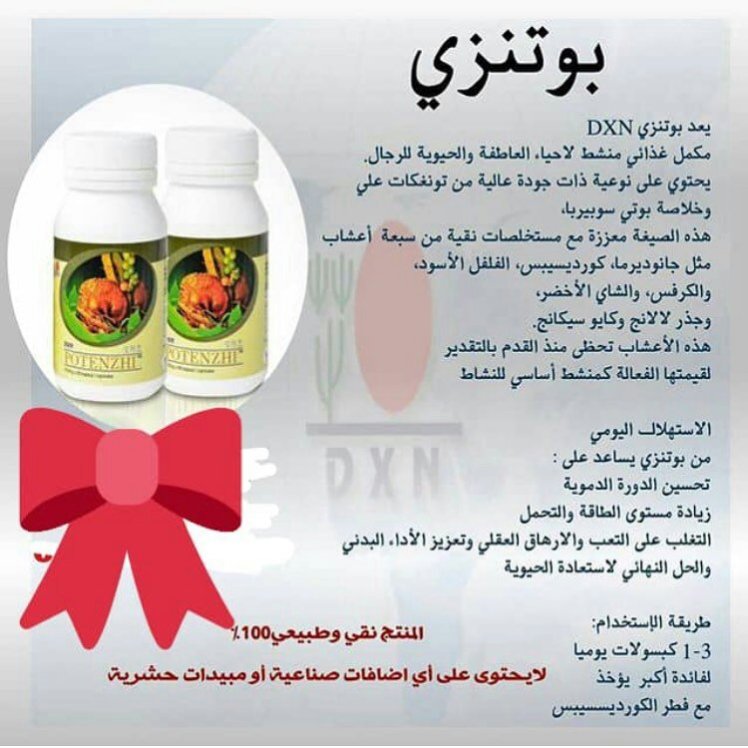 بوتنزي
يعد بوتنزي DXN
مكمل غذائي منشط لاحياء العاطفة والحيوية للرجال.
يحتوي على نوعية ذات جودة عالية من تونغكات علي
وخلاصة بوتي سوبيربا،
هذه الصيغة معززة مع مستخلصات نقية من سبعة أعشاب
مثل جانوديرما، كورديسيبس، الفلفل الأسود،
والكرفس، والشاي الأخضر،
وجذر لالانج وكايو سيكانج.
هذه الأعشاب تحظى منذ القدم بالتقدير
لقيمتها الفعالة كمنشط أساسي للنشاط
POTENZHI
POTENZHI
DXN
الاستهلاك اليومي
من بوتنزي يساعد على :
تحسين الدورة الدموية
زيادة مستوى الطاقة والتحمل
التغلب على التعب والارهاق العقلي وتعزيز الأداء البدني
والحل النهائي لاستعادة الحيوية
طريقة الإستخدام:
1-3 كبسولات يوميا
لفائدة أكبر يؤخذ
مع فطر الكورديسسيبس
المنتج نقي وطبيعي100٪
لايحتوى على أي اضافات صناعية أو مبيدات حشرية